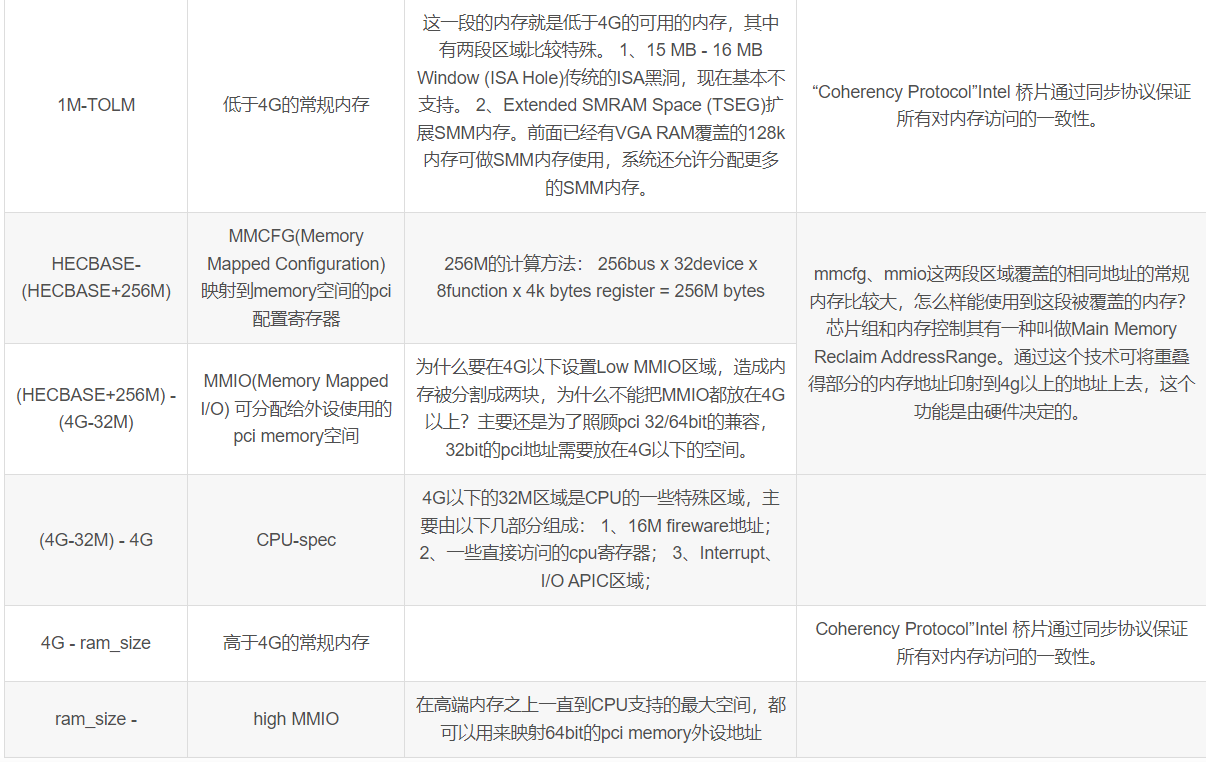 1M-TOLM
低于4G的常规内存
这一段的内存就是低于4G的可用的内存，其中
有两段区域比较特殊。 1、15 MB - 16 MB
Window (ISA Hole)传统的ISA黑洞，现在基本不
支持。 2、Extended SMRAM Space (TSEG)扩
展SMM内存。前面已经有VGA RAM覆盖的128k
内存可做SMM内存使用，系统还允许分配更多
的SMM内存。
“Coherency Protocol”Intel 桥片通过同步协议保证
所有对内存访问的一致性。
HECBASE-
(HECBASE+256M)
MMCFG(Memory
Mapped Configuration)
映射到memory空间的pci
配置寄存器
256M的计算方法： 256bus x 32device x
8function x 4k bytes register = 256M bytes
mmcfg、mmio这两段区域覆盖的相同地址的常规
内存比较大，怎么样能使用到这段被覆盖的内存？
芯片组和内存控制其有一种叫做Main Memory
Reclaim AddressRange。通过这个技术可将重叠
得部分的内存地址印射到4g以上的地址上去，这个
功能是由硬件决定的。
(HECBASE+256M) -
(4G-32M)
MMIO(Memory Mapped
I/O) 可分配给外设使用的
pci memory空间
为什么要在4G以下设置Low MMIO区域，造成内
存被分割成两块，为什么不能把MMIO都放在4G
以上？主要还是为了照顾pci 32/64bit的兼容，
32bit的pci地址需要放在4G以下的空间。
(4G-32M) - 4G
CPU-spec
4G以下的32M区域是CPU的一些特殊区域，主
要由以下几部分组成： 1、16M fireware地址；
2、一些直接访问的cpu寄存器； 3、Interrupt、
I/O APIC区域；
4G - ram_size
高于4G的常规内存
Coherency Protocol”Intel 桥片通过同步协议保证
所有对内存访问的一致性。
ram_size -
high MMIO
在高端内存之上一直到CPU支持的最大空间，都
可以用来映射64bit的pci memory外设地址